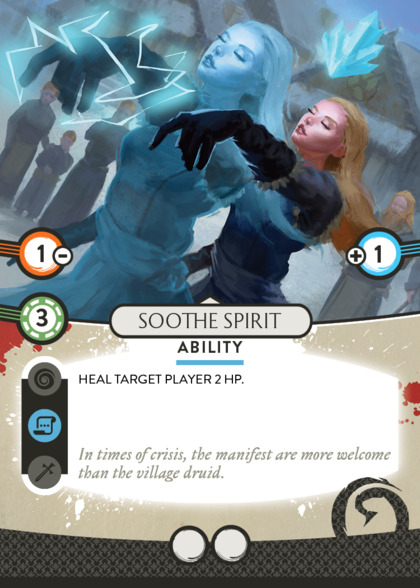 1 -
+ 1
3
SOOTHE SPIRIT
ABILITY
HEAL TARGET PLAYER 2 HP.
In times of crisis, the manifest are more welcome
than the village druid.